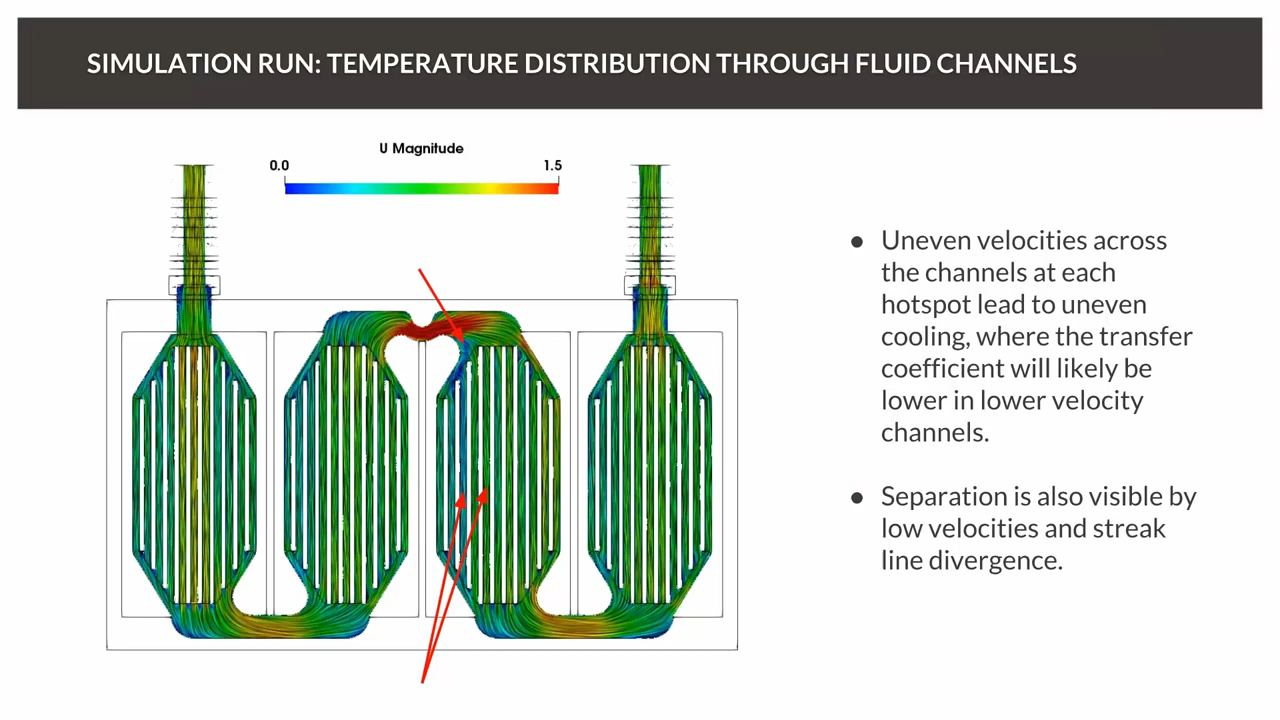 SIMULATION RUN: TEMPERATURE DISTRIBUTION THROUGH FLUID CHANNELS
U Magnitude
0.0 1.5
● Uneven velocities across
the channels at each
hotspot lead to uneven
cooling, where the transfer
coefficient will likely be
lower in lower velocity
channels.
● Separation is also visible by
low velocities and streak
line divergence.